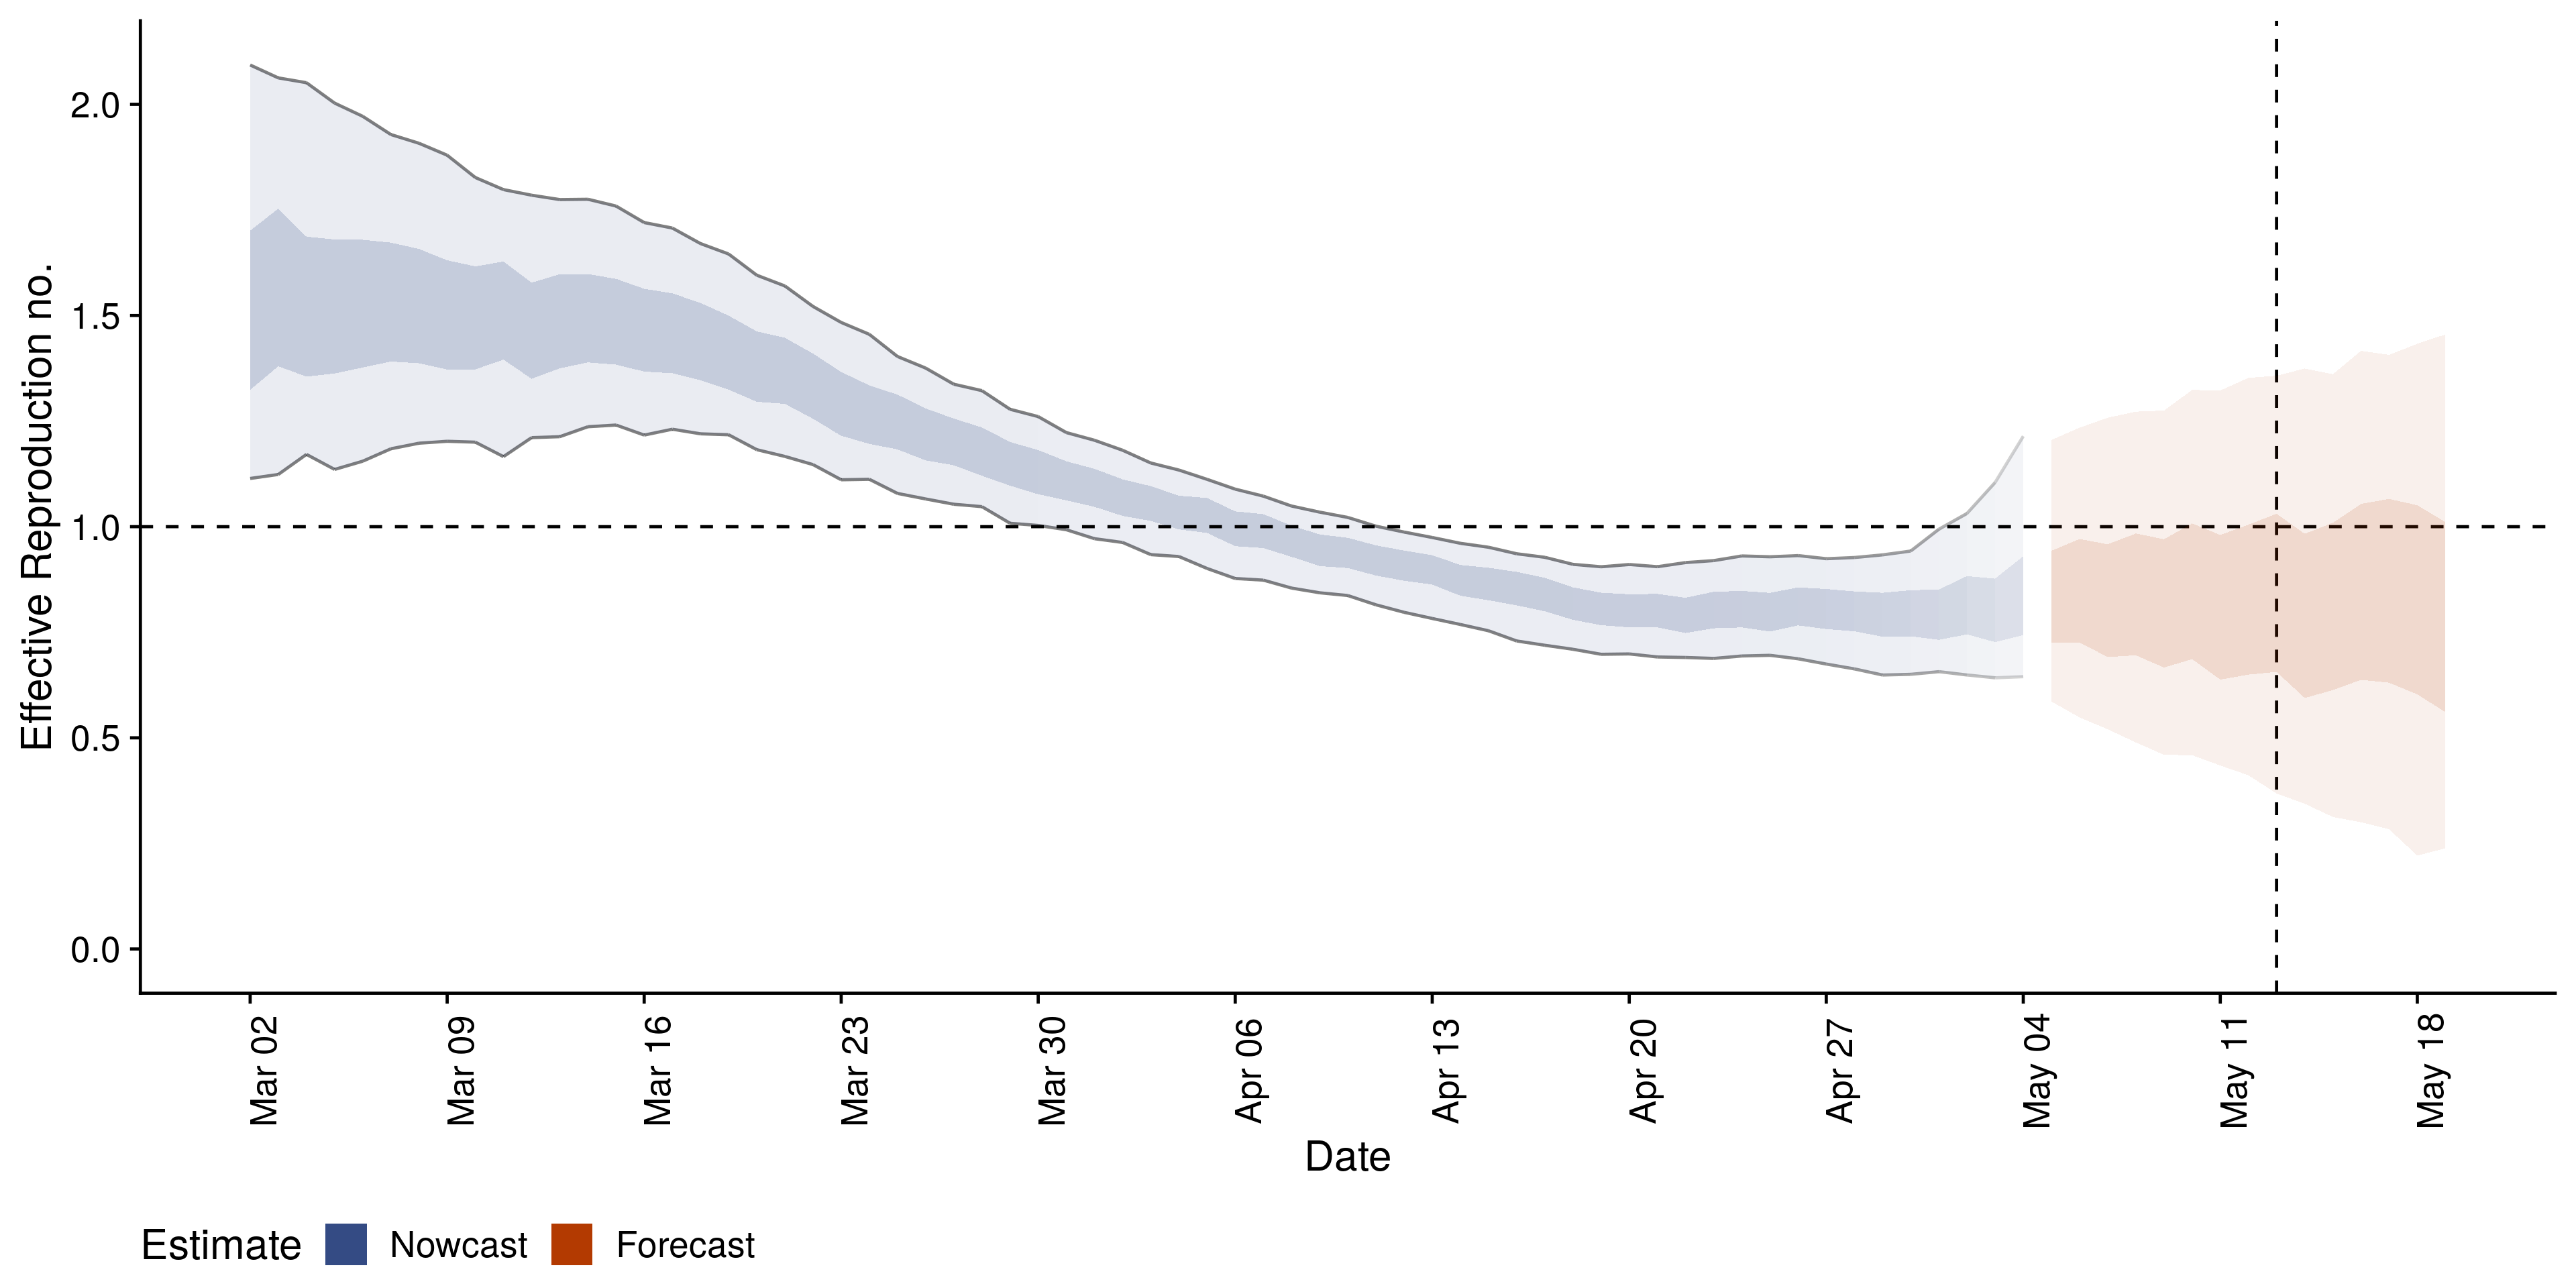 Effective Reproduction no.
2.0
1.5
1.0
0.5
0.0
Mar 02
Mar 09
Mar 16
Mar 23
Mar 30
Apr 06
Apr 13
Apr 20
Apr 27
May 04
May 11
May 18
Date
Estimate Nowcast Forecast